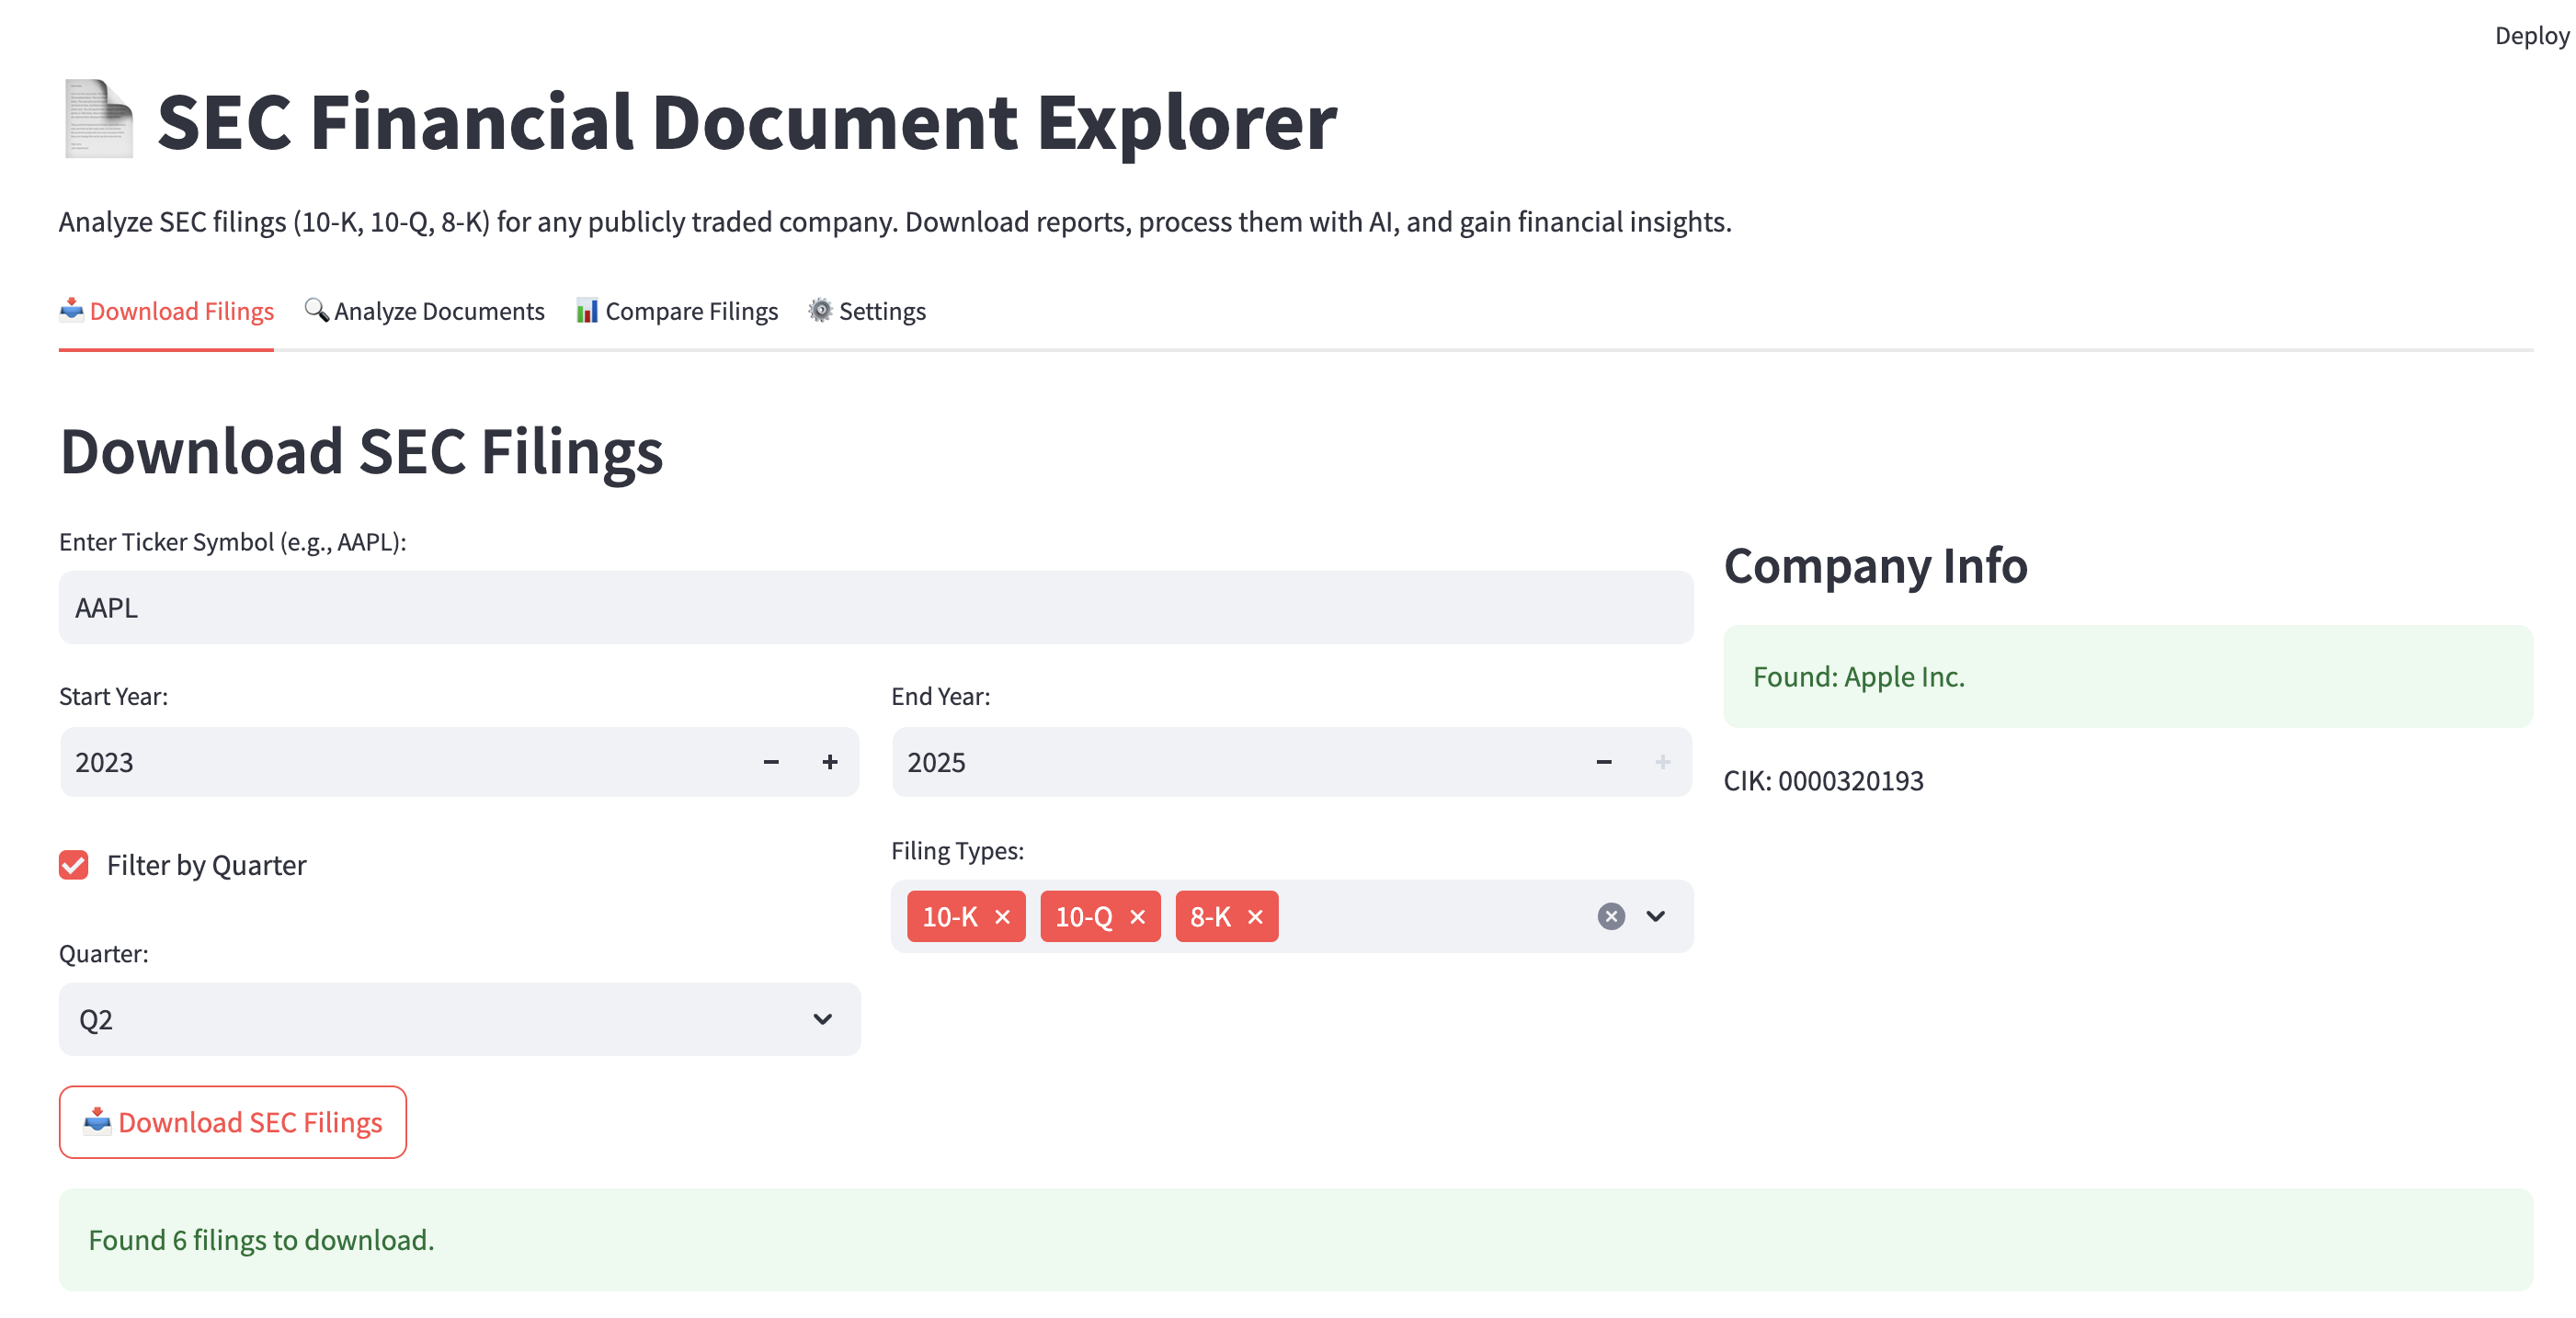 Deploy
SEC Financial Document Explorer
Analyze SEC filings (10-K, 10-Q, 8-K) for any publicly traded company. Download reports, process them with AI, and gain financial insights.
Download Filings Analyze Documents Compare Filings Settings
Download SEC Filings
Enter Ticker Symbol (e.g., AAPL):
AAPL
Start Year:
2023
End Year:
2025
Filter by Quarter
Filing Types:
10-K 10-Q 8-K
Quarter:
Q2
Download SEC Filings
Found 6 filings to download.
Company Info
Found: Apple Inc.
CIK: 0000320193